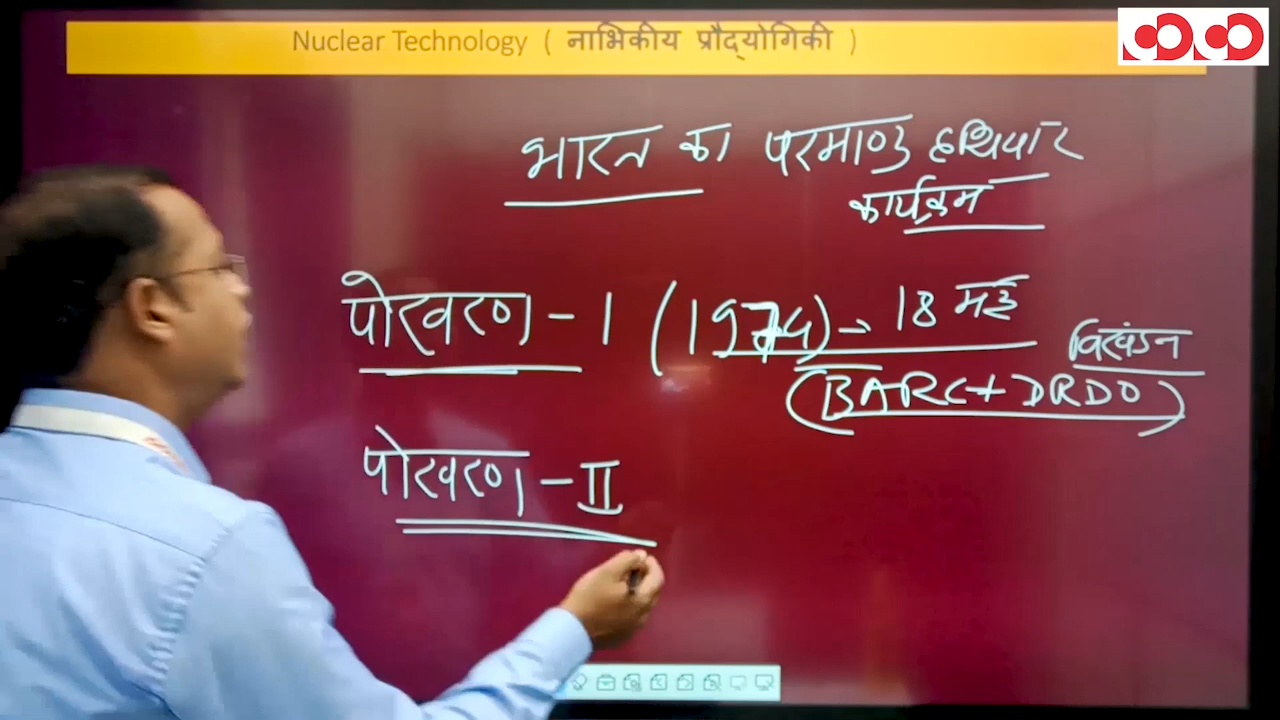 Nuclear Technology ( नाभिकीय प्रौद्योगिकी )
भारत का परमाणु हथियार
कार्यक्रम
पोखरण - I (1974) → 18 मई
विखंडन
(BARC + DRDO)
पोखरण - II